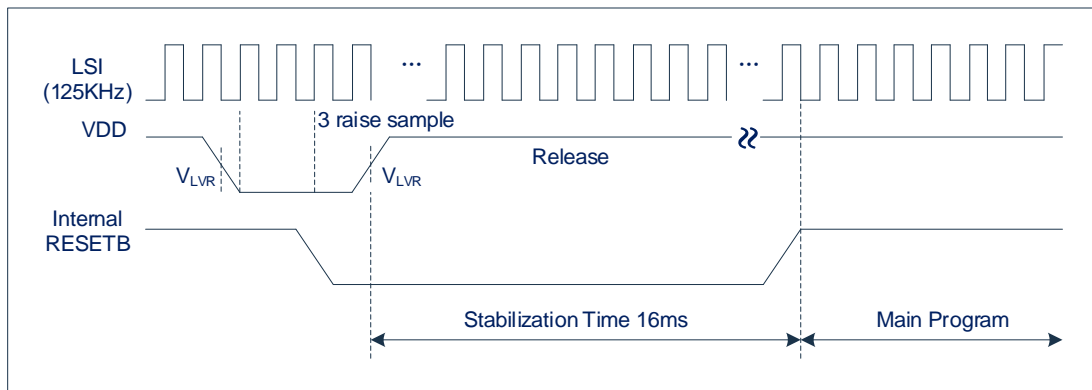 LSI
(125KHz)
...
...
3 raise sample
VDD
Release
VLVR
VLVR
Internal
RESETB
Stabilization Time 16ms
Main Program